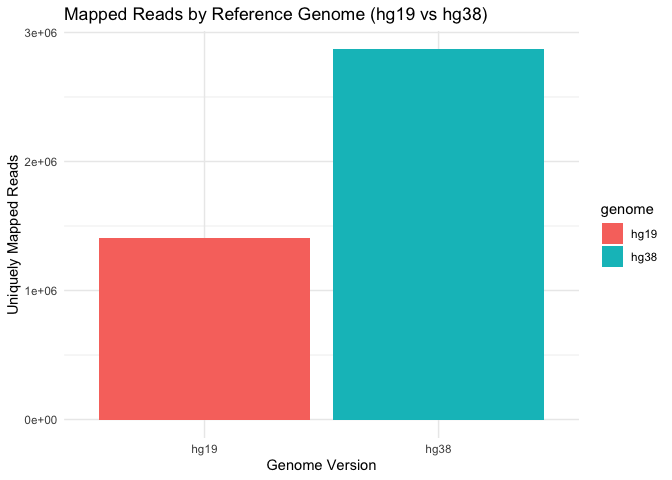 Mapped Reads by Reference Genome (hg19 vs hg38)
3e+06
2e+06
1e+06
0e+00
Uniquely Mapped Reads
hg19
hg38
Genome Version
genome
hg19
hg38